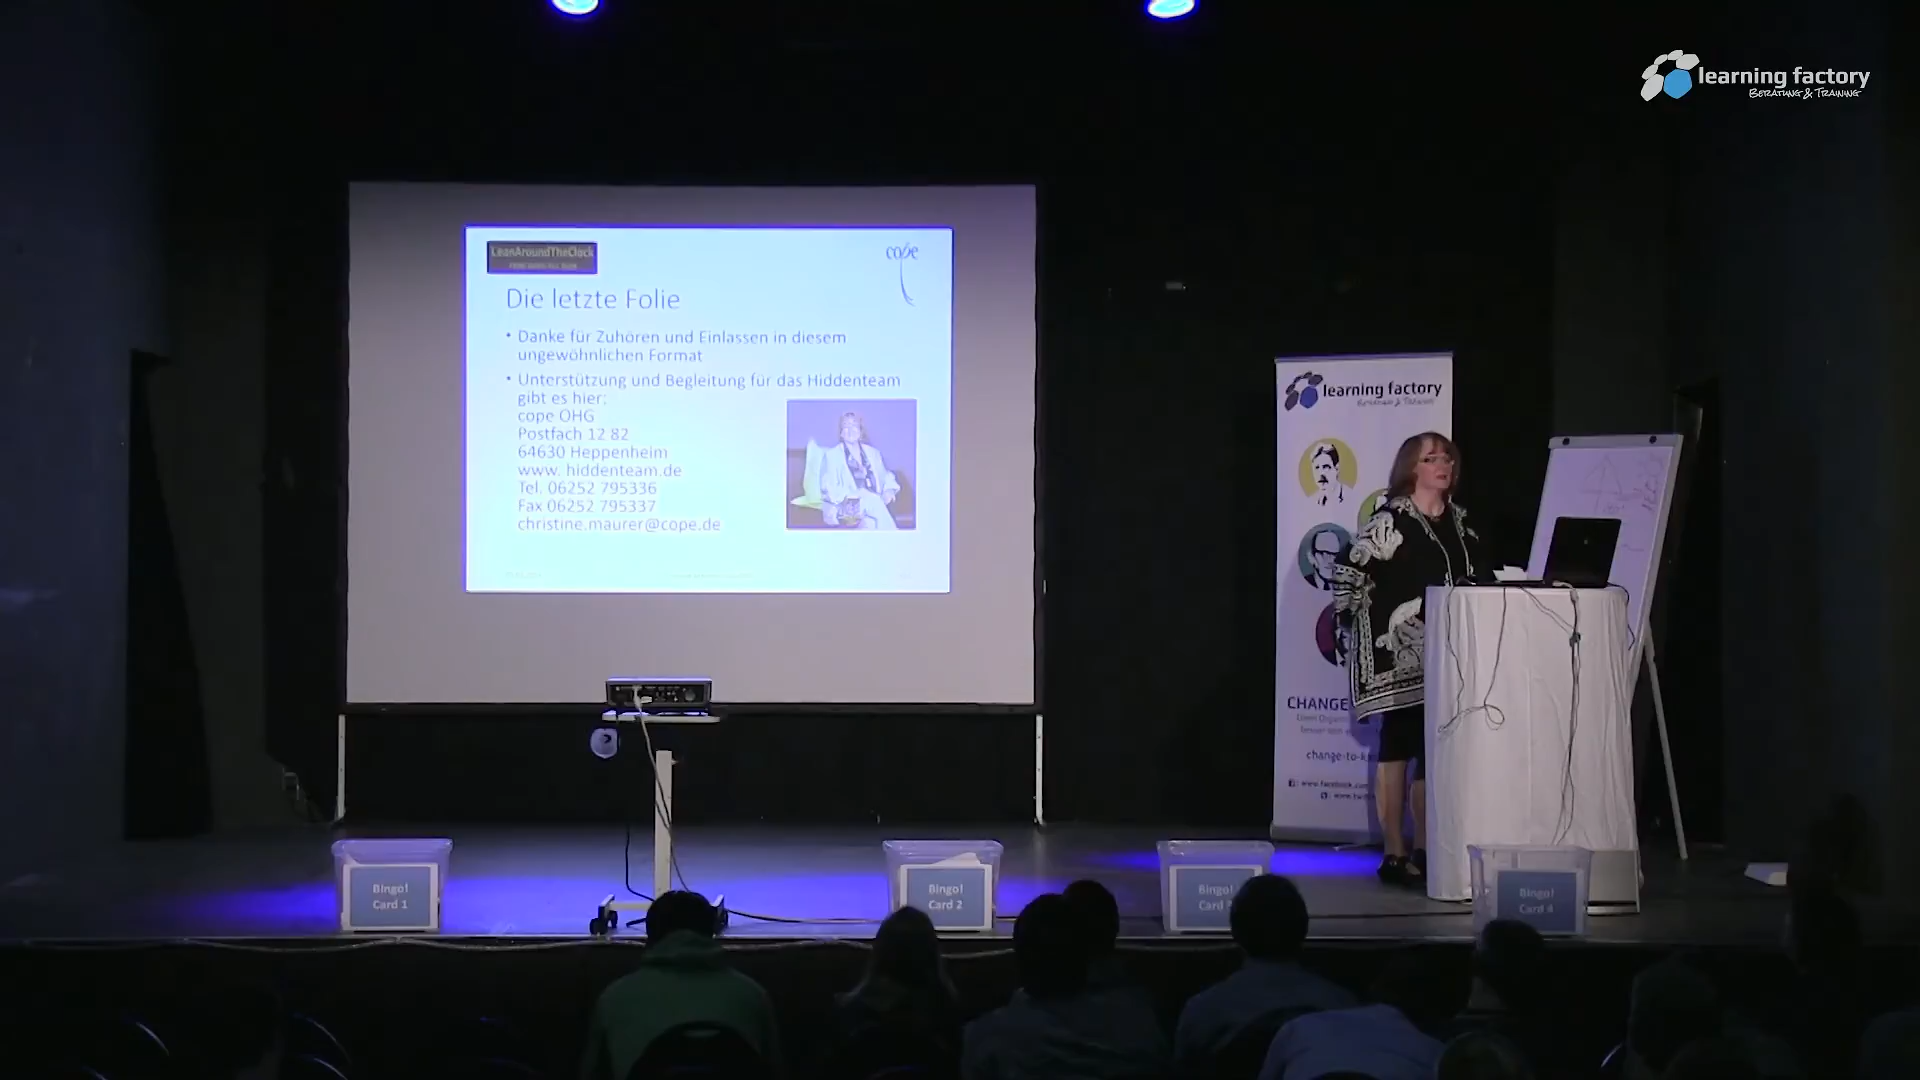 learning factory
Beratung & Training
LeanAroundTheClock
cope
Die letzte Folie
• Danke für Zuhören und Einlassen in diesem
ungewöhnlichen Format
• Unterstützung und Begleitung für das Hiddenteam
gibt es hier:
cope OHG
Postfach 12 82
64630 Heppenheim
www. hiddenteam.de
Tel. 06252 795336
Fax 06252 795337
christine.maurer@cope.de
learning factory
Beratung & Training
CHANGE
change-to-k
Bingo!
Card 1
Bingo!
Card 2
Bingo!
Card
Bingo!
Card 4